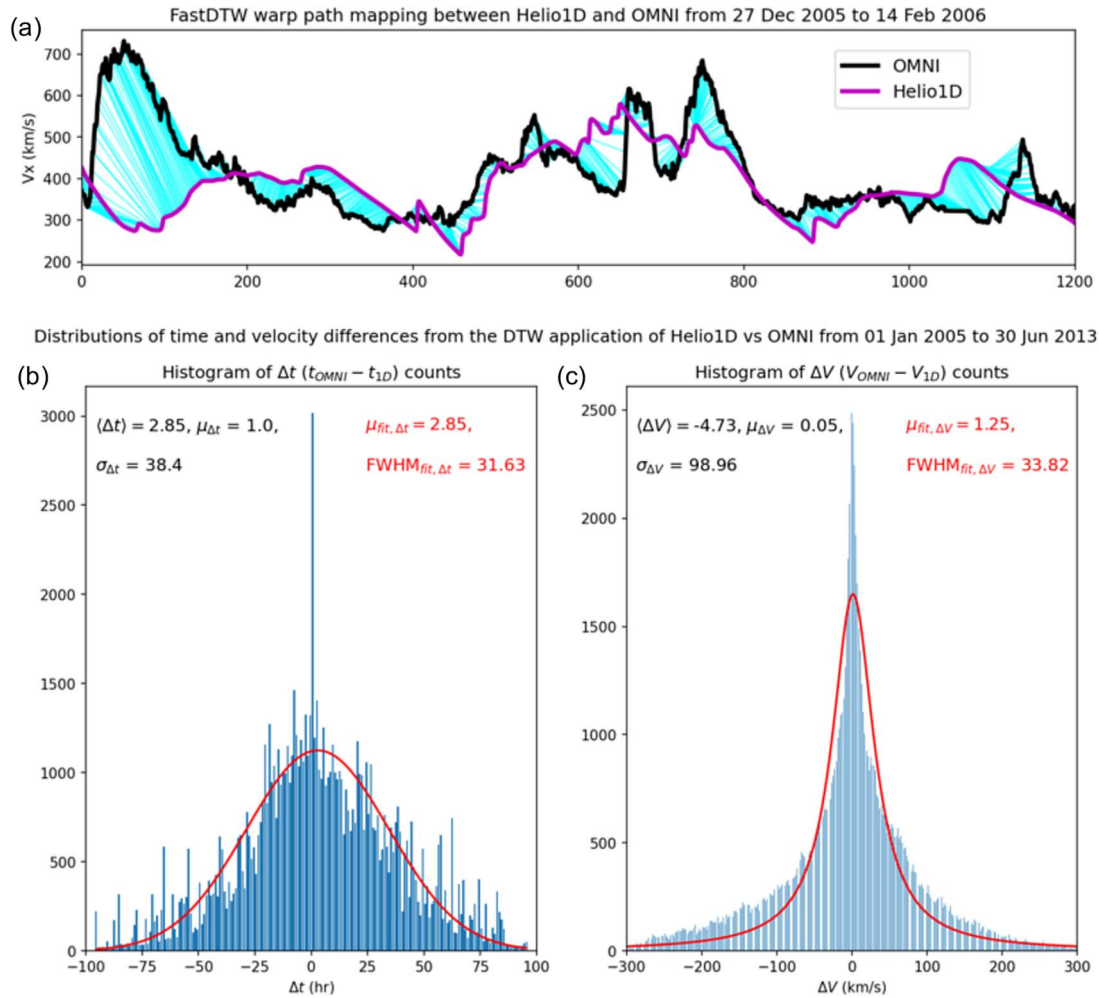 (a)
FastDTW warp path mapping between Helio1D and OMNI from 27 Dec 2005 to 14 Feb 2006
Vx (km/s)
700
600
500
400
300
200
OMNI
Helio1D
0 200 400 600 800 1000 1200
Distributions of time and velocity differences from the DTW application of Helio1D vs OMNI from 01 Jan 2005 to 30 Jun 2013
(b)
Histogram of Δt (t_OMNI − t_1D) counts
⟨Δt⟩ = 2.85, μ_Δt = 1.0,
σ_Δt = 38.4
μ_fit, Δt = 2.85,
FWHM_fit, Δt = 31.63
3000
2500
2000
1500
1000
500
0
−100 −75 −50 −25 0 25 50 75 100
Δt (hr)
(c)
Histogram of ΔV (V_OMNI − V_1D) counts
⟨ΔV⟩ = -4.73, μ_ΔV = 0.05,
σ_ΔV = 98.96
μ_fit, ΔV = 1.25,
FWHM_fit, ΔV = 33.82
2500
2000
1500
1000
500
0
−300 −200 −100 0 100 200 300
ΔV (km/s)